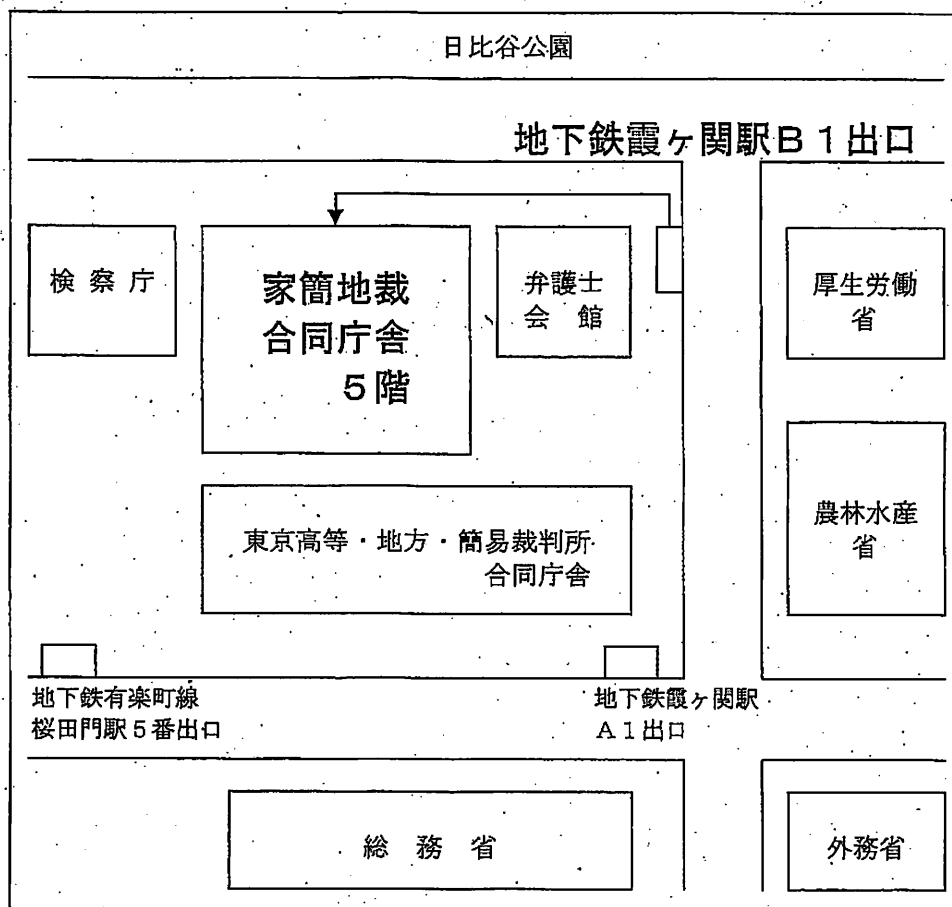 日比谷公園
地下鉄霞ヶ関駅B1出口
検察庁
家簡地裁
合同庁舎
5階
弁護士
会館
厚生労働
省
東京高等・地方・簡易裁判所
合同庁舎
農林水産
省
地下鉄有楽町線
桜田門駅5番出口
地下鉄霞ヶ関駅
A1出口
総務省
外務省